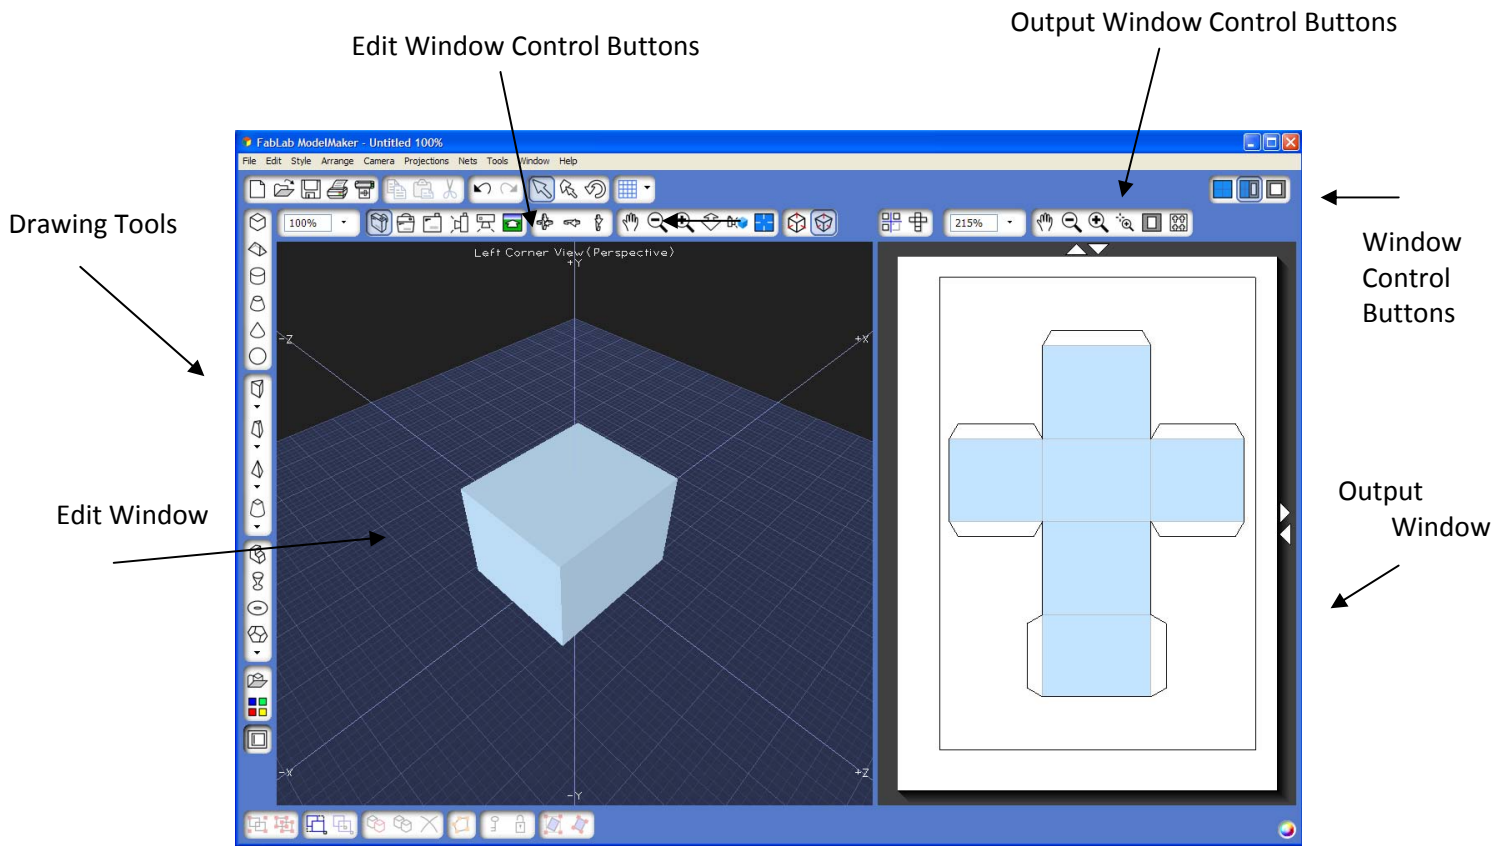 Output Window Control Buttons
Edit Window Control Buttons
FabLab ModelMaker - Untitled 100%
File Edit Style Arrange Camera Projections Nets Tools Window Help
Drawing Tools
100%
215%
Window
Control
Buttons
Left Corner View (Perspective)
+Y
-Z
+X
Edit Window
Output
Window
-X
+Z
-Y